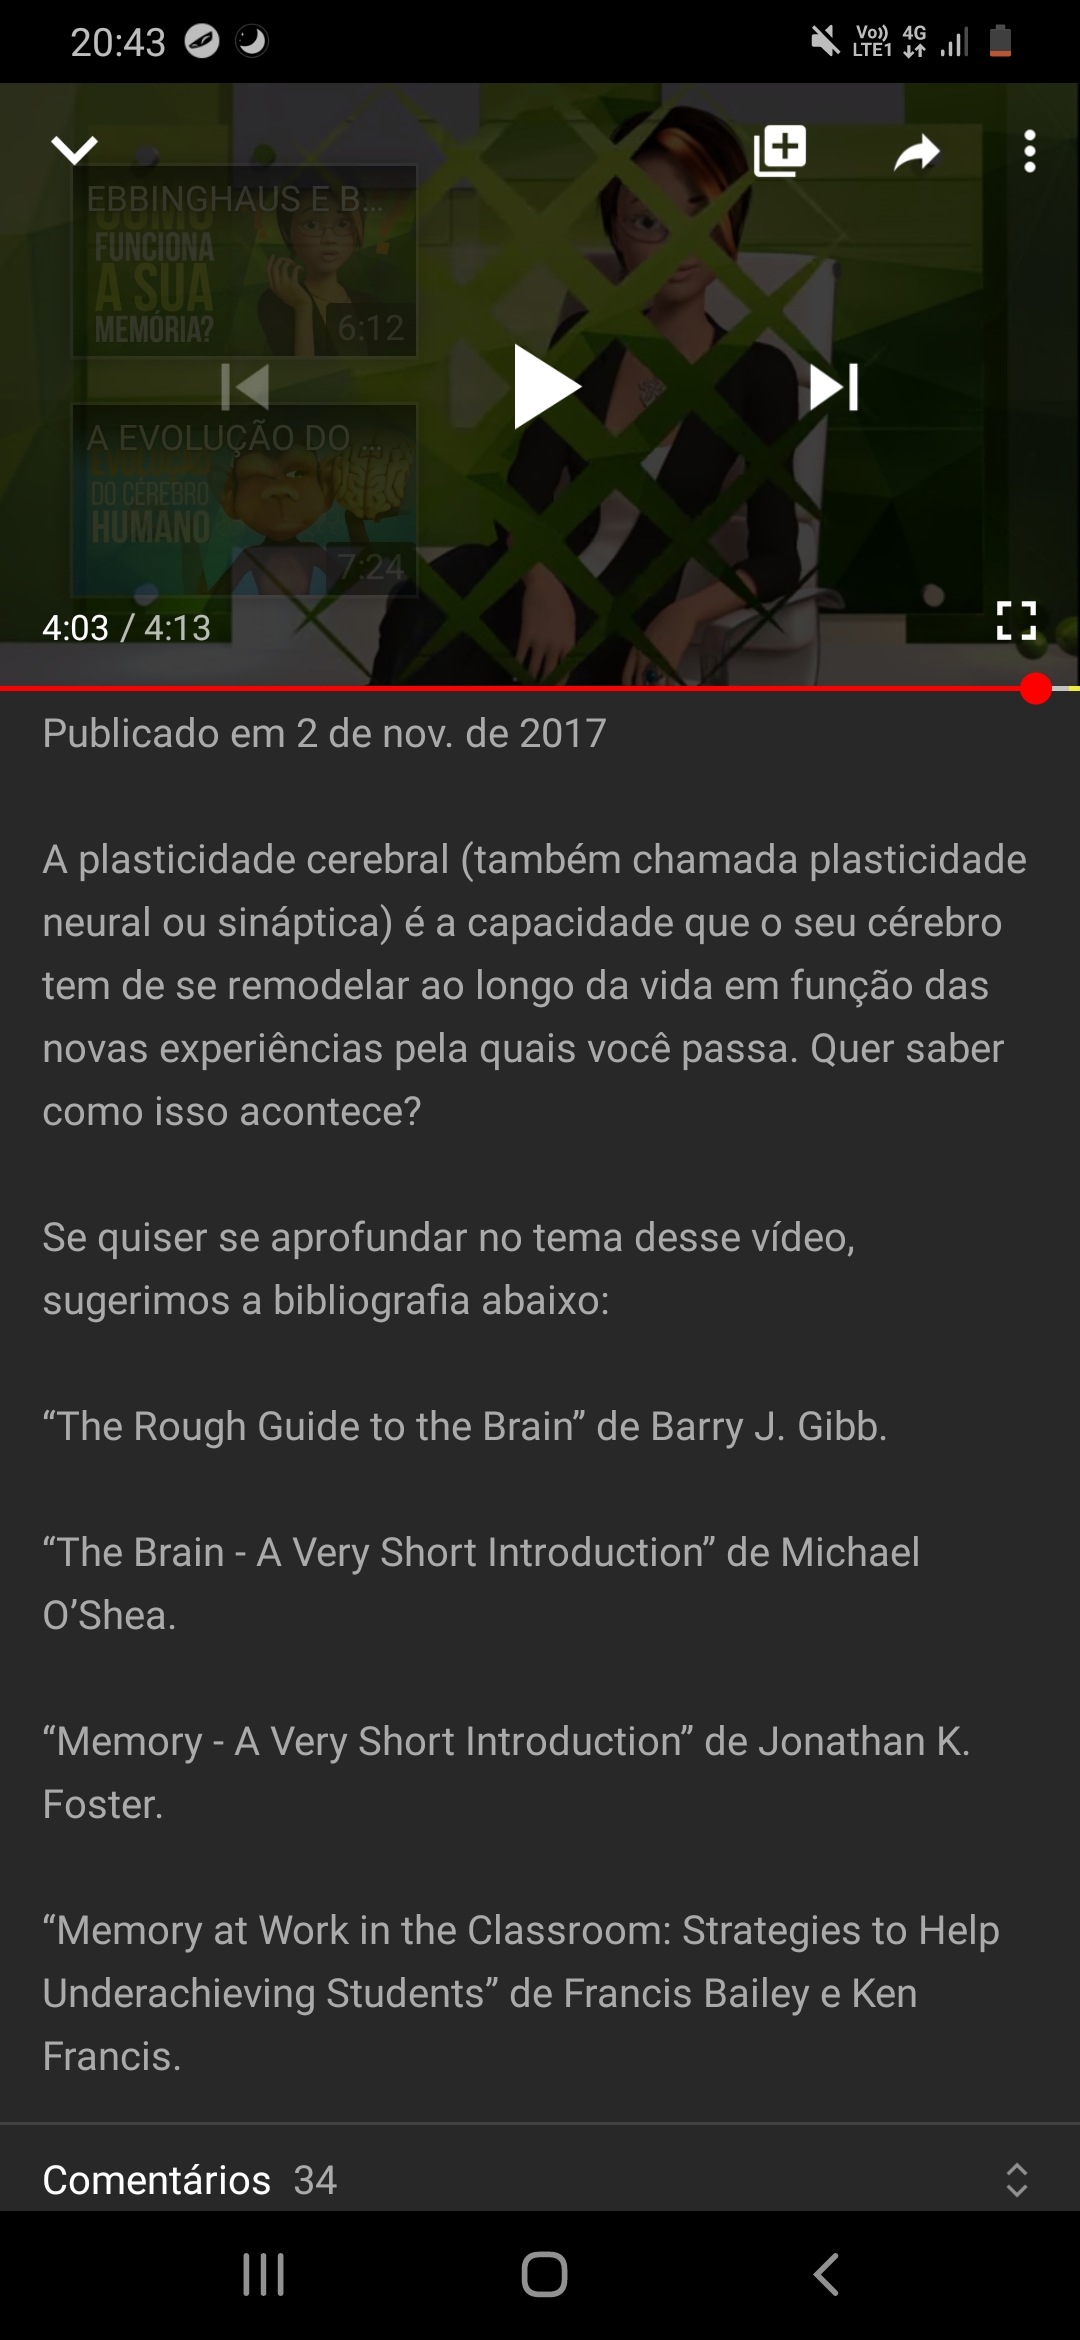 20:43
Vo))
LTE1
4G
EBBINGHAUS E B...
COMO
FUNCIONA
A SUA
MEMÓRIA?
6:12
A EVOLUÇÃO DO ...
EVOLUÇÃO
DO CÉREBRO
HUMANO
7:24
4:03 / 4:13
Publicado em 2 de nov. de 2017
A plasticidade cerebral (também chamada plasticidade
neural ou sináptica) é a capacidade que o seu cérebro
tem de se remodelar ao longo da vida em função das
novas experiências pela quais você passa. Quer saber
como isso acontece?
Se quiser se aprofundar no tema desse vídeo,
sugerimos a bibliografia abaixo:
“The Rough Guide to the Brain” de Barry J. Gibb.
“The Brain - A Very Short Introduction” de Michael
O’Shea.
“Memory - A Very Short Introduction” de Jonathan K.
Foster.
“Memory at Work in the Classroom: Strategies to Help
Underachieving Students” de Francis Bailey e Ken
Francis.
Comentários 34